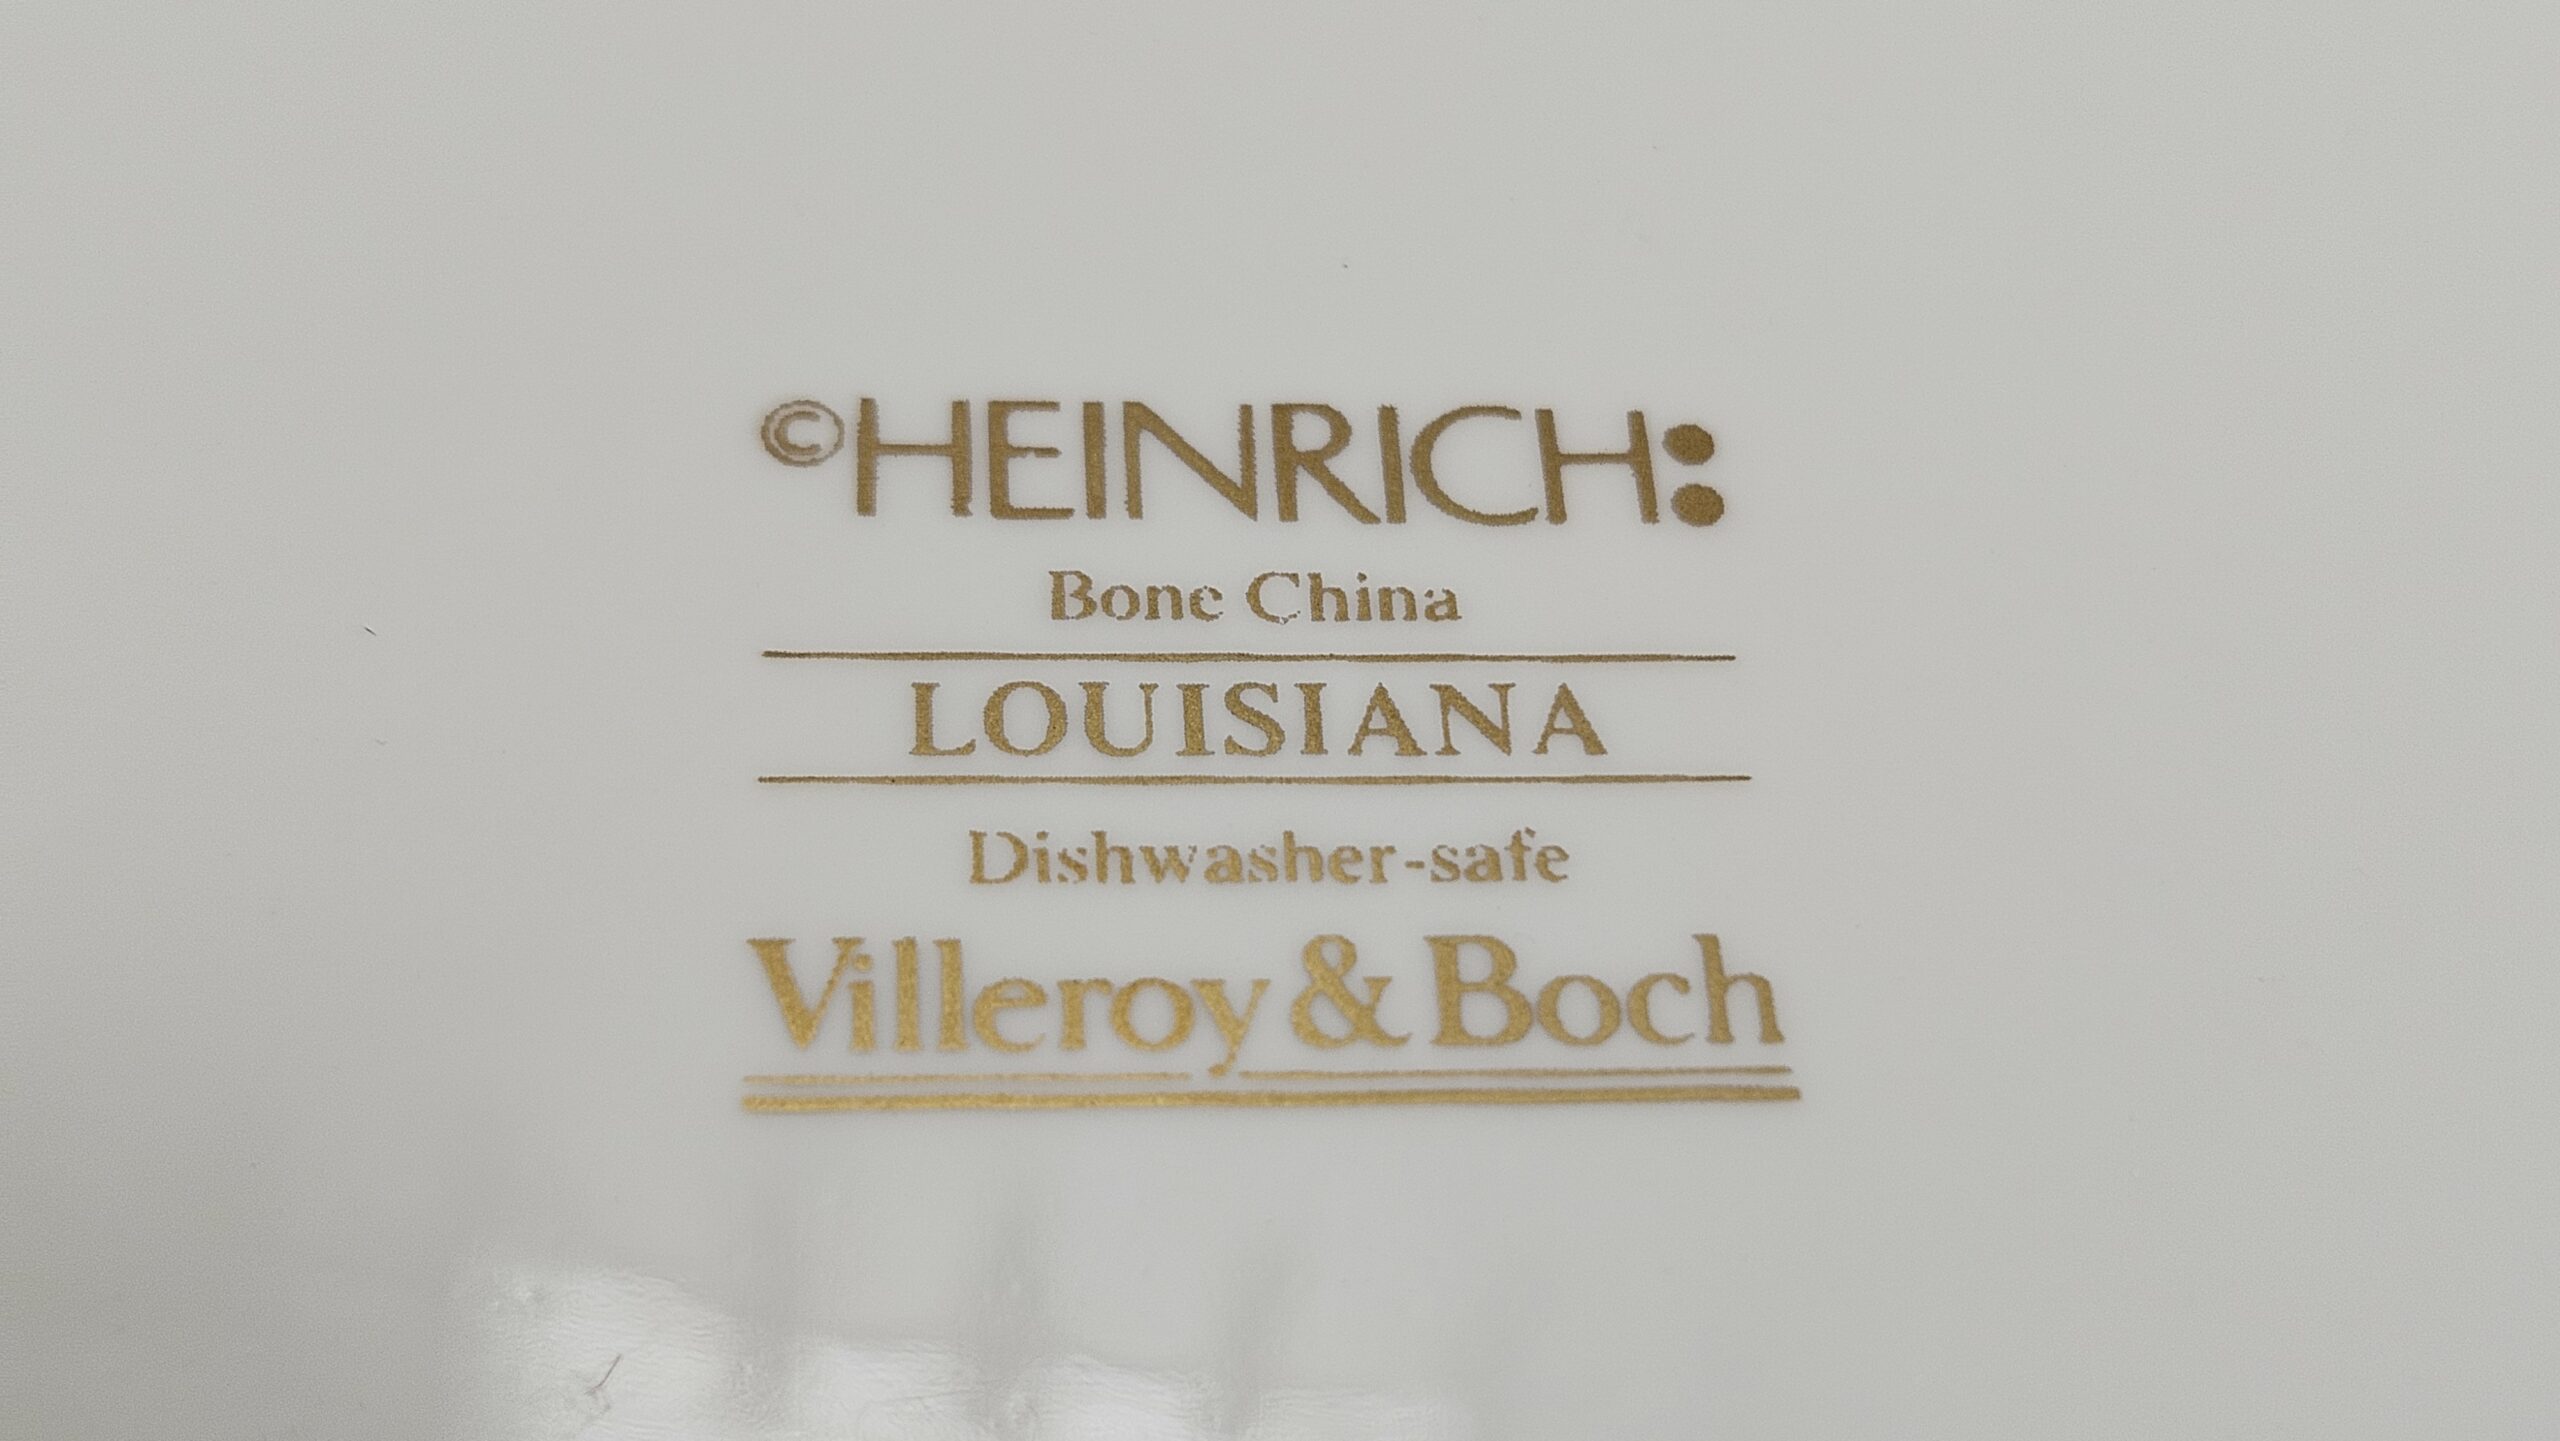 ©HEINRICH:
Bone China
LOUISIANA
Dishwasher-safe
Villeroy & Boch